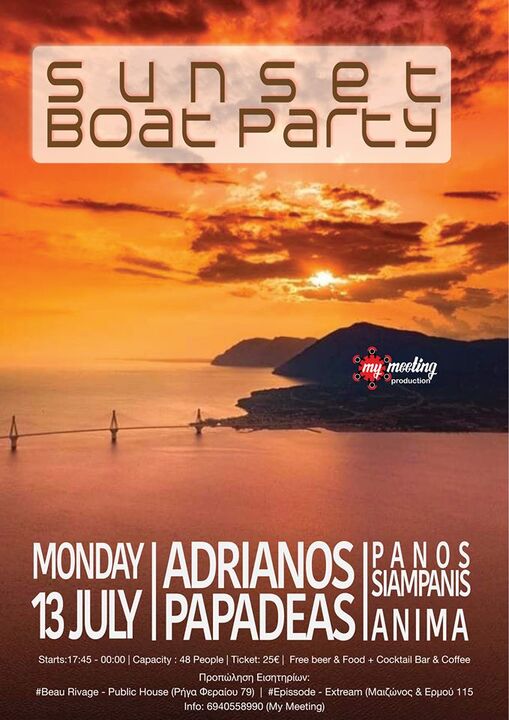 Sunset
Boat Party
my meeting
production
MONDAY
13 JULY
ADRIANOS
PAPADEAS
PANOS
SIAMPANIS
ANIMA
Starts:17:45 - 00:00 | Capacity : 48 People | Ticket: 25€ | Free beer & Food + Cocktail Bar & Coffee
Προπώληση Εισητηρίων:
#Beau Rivage - Public House (Ρήγα Φεραίου 79) | #Epissode - Extream (Μαιζώνος & Ερμού 115
Info: 6940558990 (My Meeting)